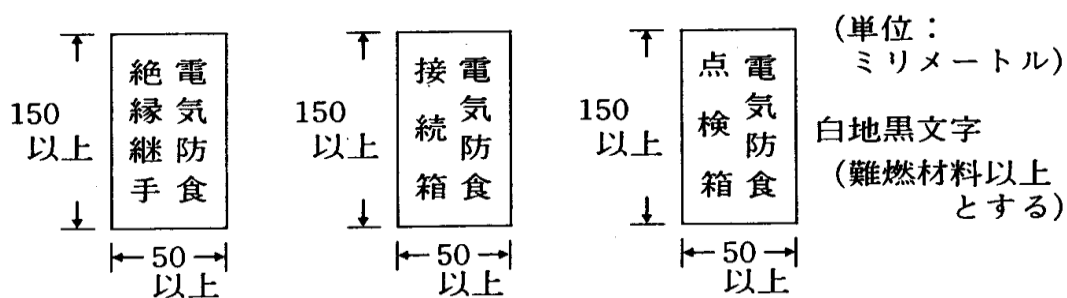 150
以上
電気防食
絶縁継手
50
以上
150
以上
電気防食
接続箱
50
以上
150
以上
電気防食
点検箱
50
以上
(単位：
ミリメートル)
白地黒文字
(難燃材料以上
とする)